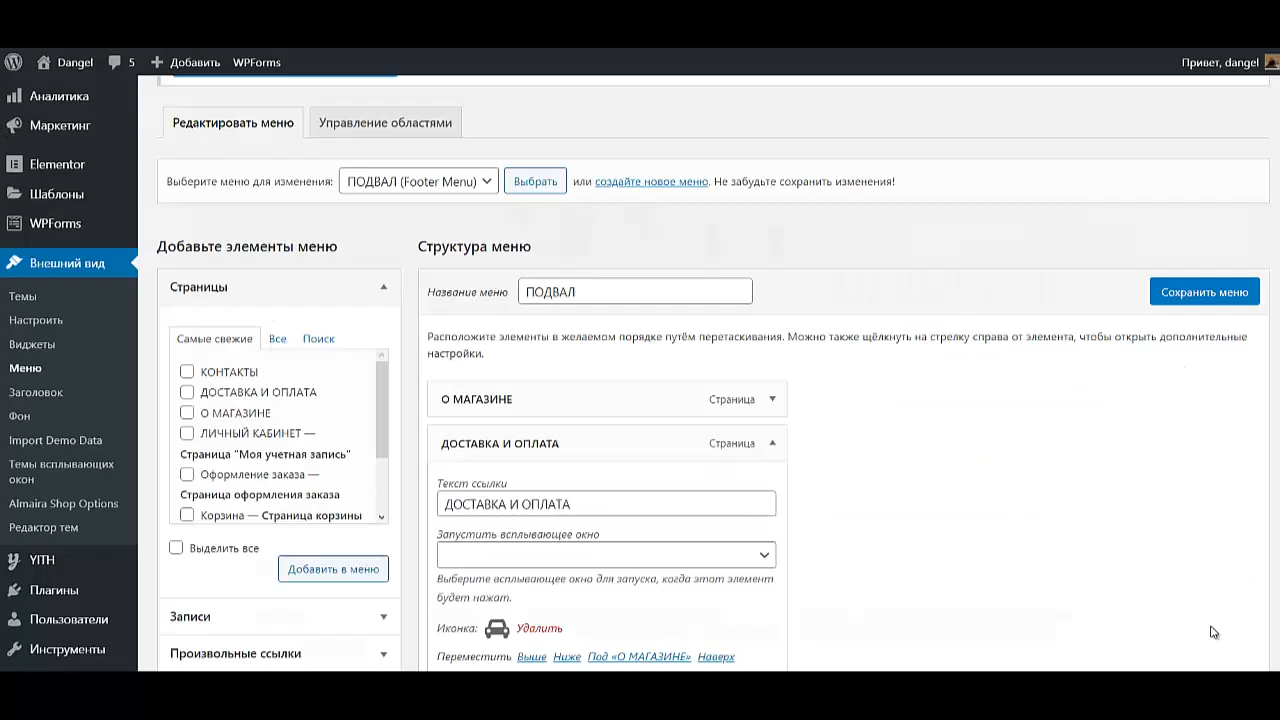 Dangel 5 Добавить WPForms Привет, dangel
Аналитика
Маркетинг
Elementor
Шаблоны
WPForms
Внешний вид
Темы
Настроить
Виджеты
Меню
Заголовок
Фон
Import Demo Data
Темы всплывающих
окон
Almaira Shop Options
Редактор тем
YITH
Плагины
Пользователи
Инструменты
Редактировать меню Управление областями
Выберите меню для изменения: ПОДВАЛ (Footer Menu) Выбрать или создайте новое меню. Не забудьте сохранить изменения!
Добавьте элементы меню
Страницы
Самые свежие Все Поиск
КОНТАКТЫ
ДОСТАВКА И ОПЛАТА
О МАГАЗИНЕ
ЛИЧНЫЙ КАБИНЕТ —
Страница "Моя учетная запись"
Оформление заказа —
Страница оформления заказа
Корзина — Страница корзины
Выделить все
Добавить в меню
Записи
Произвольные ссылки
Структура меню
Название меню ПОДВАЛ Сохранить меню
Расположите элементы в желаемом порядке путём перетаскивания. Можно также щёлкнуть на стрелку справа от элемента, чтобы открыть дополнительные
настройки.
О МАГАЗИНЕ Страница
ДОСТАВКА И ОПЛАТА Страница
Текст ссылки
ДОСТАВКА И ОПЛАТА
Запустить всплывающее окно
Выберите всплывающее окно для запуска, когда этот элемент
будет нажат.
Иконка: Удалить
Переместить Выше Ниже Под «О МАГАЗИНЕ» Наверх